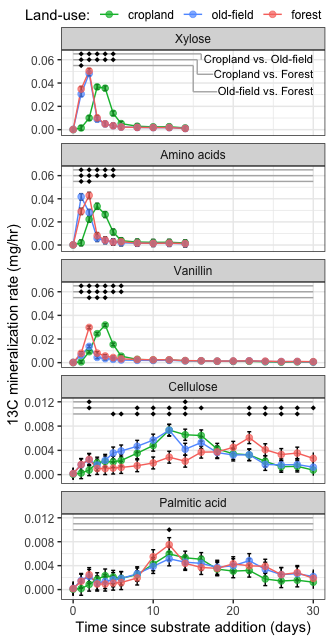 Land-use: cropland old-field forest
Xylose
0.06
0.04
0.02
0.00
Cropland vs. Old-field
Cropland vs. Forest
Old-field vs. Forest
Amino acids
0.06
0.04
0.02
0.00
Vanillin
0.06
0.04
0.02
0.00
Cellulose
0.012
0.008
0.004
0.000
Palmitic acid
0.012
0.008
0.004
0.000
0 10 20 30
Time since substrate addition (days)
13C mineralization rate (mg/hr)